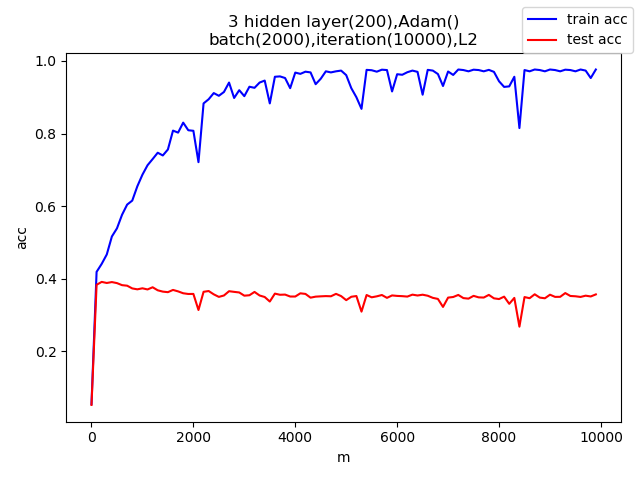 3 hidden layer(200),Adam()
batch(2000),iteration(10000),L2
train acc
test acc
1.0
0.8
0.6
0.4
0.2
acc
0
2000
4000
6000
8000
10000
m